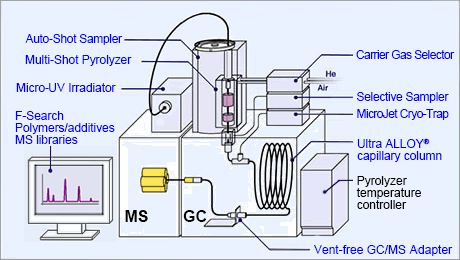 Auto-Shot Sampler
Multi-Shot Pyrolyzer
Micro-UV Irradiator
F-Search
Polymers/additives
MS libraries
Carrier Gas Selector
He
Air
Selective Sampler
MicroJet Cryo-Trap
Ultra ALLOY®
capillary column
Pyrolyzer
temperature
controller
MS
GC
Vent-free GC/MS Adapter